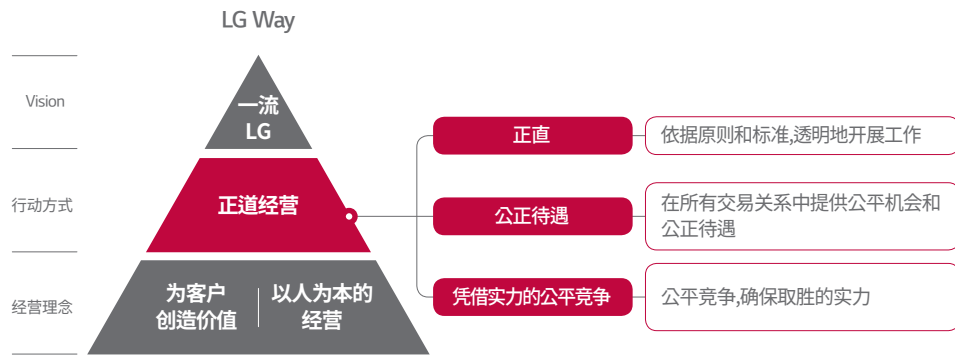 LG Way
Vision
一流
LG
行动方式
正道经营
经营理念
为客户
创造价值
以人为本的
经营
正直
依据原则和标准,透明地开展工作
公正待遇
在所有交易关系中提供公平机会和
公正待遇
凭借实力的公平竞争
公平竞争,确保取胜的实力